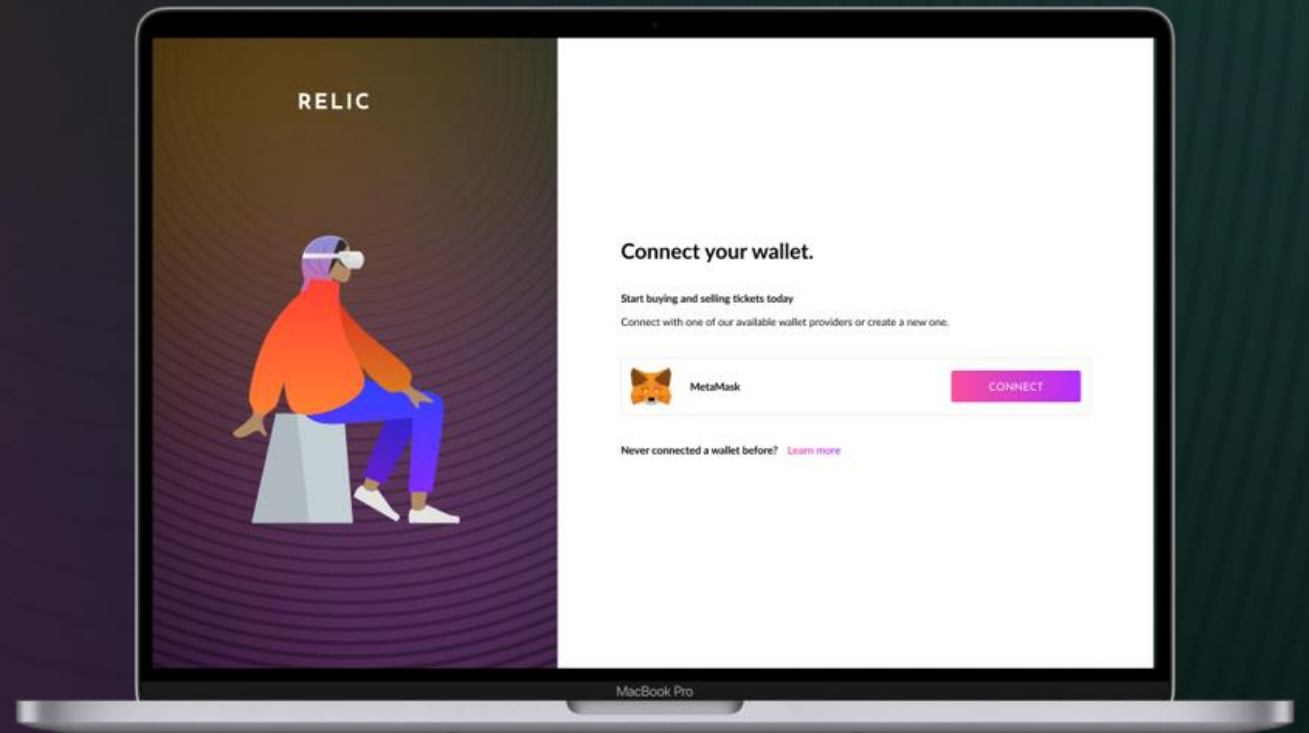 RELIC
Connect your wallet.
Start buying and selling tickets today
Connect with one of our available wallet providers or create a new one.
MetaMask
CONNECT
Never connected a wallet before? Learn more
MacBook Pro